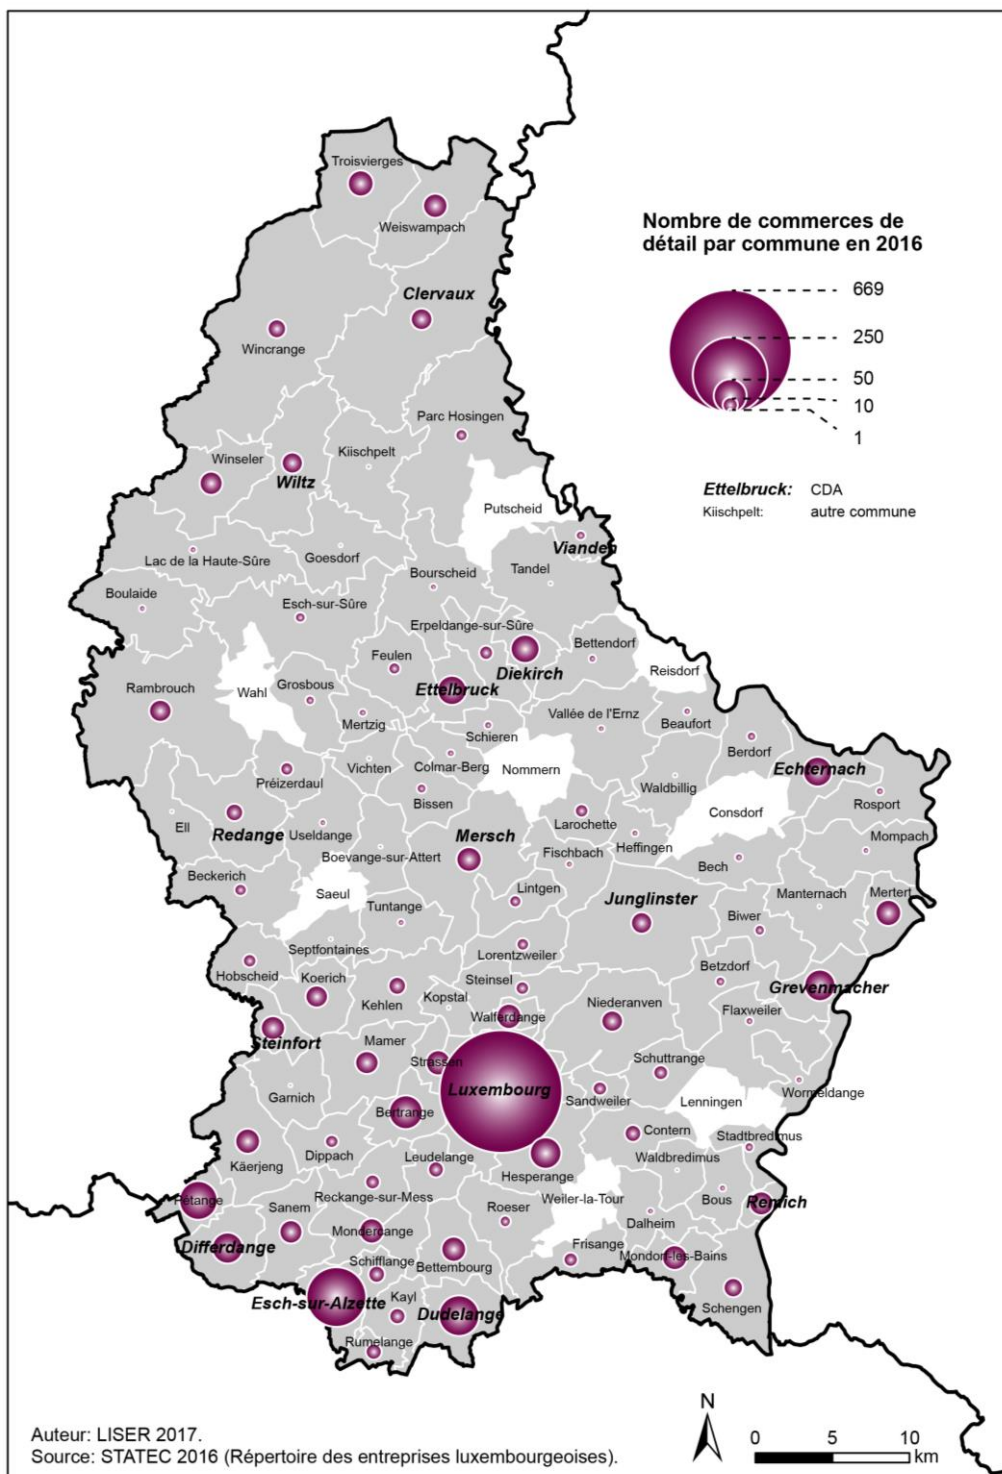 Troisvierges
Weiswampach
Nombre de commerces de
détail par commune en 2016
669
250
50
10
1
Ettelbruck: CDA
Kiischpelt: autre commune
Clervaux
Wincrange
Parc Hosingen
Winseler
Kiischpelt
Wiltz
Putscheid
Vianden
Lac de la Haute-Sûre
Goesdorf
Tandel
Bourscheid
Boulaide
Esch-sur-Sûre
Erpeldange-sur-Sûre
Bettendorf
Feulen
Diekirch
Reisdorf
Rambrouch
Wahl
Grosbous
Ettelbruck
Mertzig
Schieren
Vallée de l'Ernz
Beaufort
Berdorf
Vichten
Colmar-Berg
Nommern
Echternach
Préizerdaul
Bissen
Waldbillig
Rosport
Consdorf
Ell
Redange
Useldange
Mersch
Larochette
Heffingen
Mompach
Boevange-sur-Attert
Fischbach
Bech
Beckerich
Saeul
Lintgen
Junglinster
Manternach
Mertert
Tuntange
Biwer
Septfontaines
Lorentzweiler
Hobscheid
Koerich
Kehlen
Kopstal
Steinsel
Betzdorf
Grevenmacher
Niederanven
Flaxweiler
Walferdange
Steinfort
Mamer
Strassen
Schuttrange
Luxembourg
Sandweiler
Lenningen
Wormeldange
Garnich
Bertrange
Contern
Stadtbredimus
Käerjeng
Dippach
Leudelange
Hesperange
Waldbredimus
Reckange-sur-Mess
Roeser
Weiler-la-Tour
Bous
Remich
Pétange
Sanem
Dalheim
Mondercange
Differdange
Schifflange
Bettembourg
Frisange
Mondorf-les-Bains
Esch-sur-Alzette
Kayl
Dudelange
Schengen
Rumelange
N
0 5 10
km
Auteur: LISER 2017.
Source: STATEC 2016 (Répertoire des entreprises luxembourgeoises).